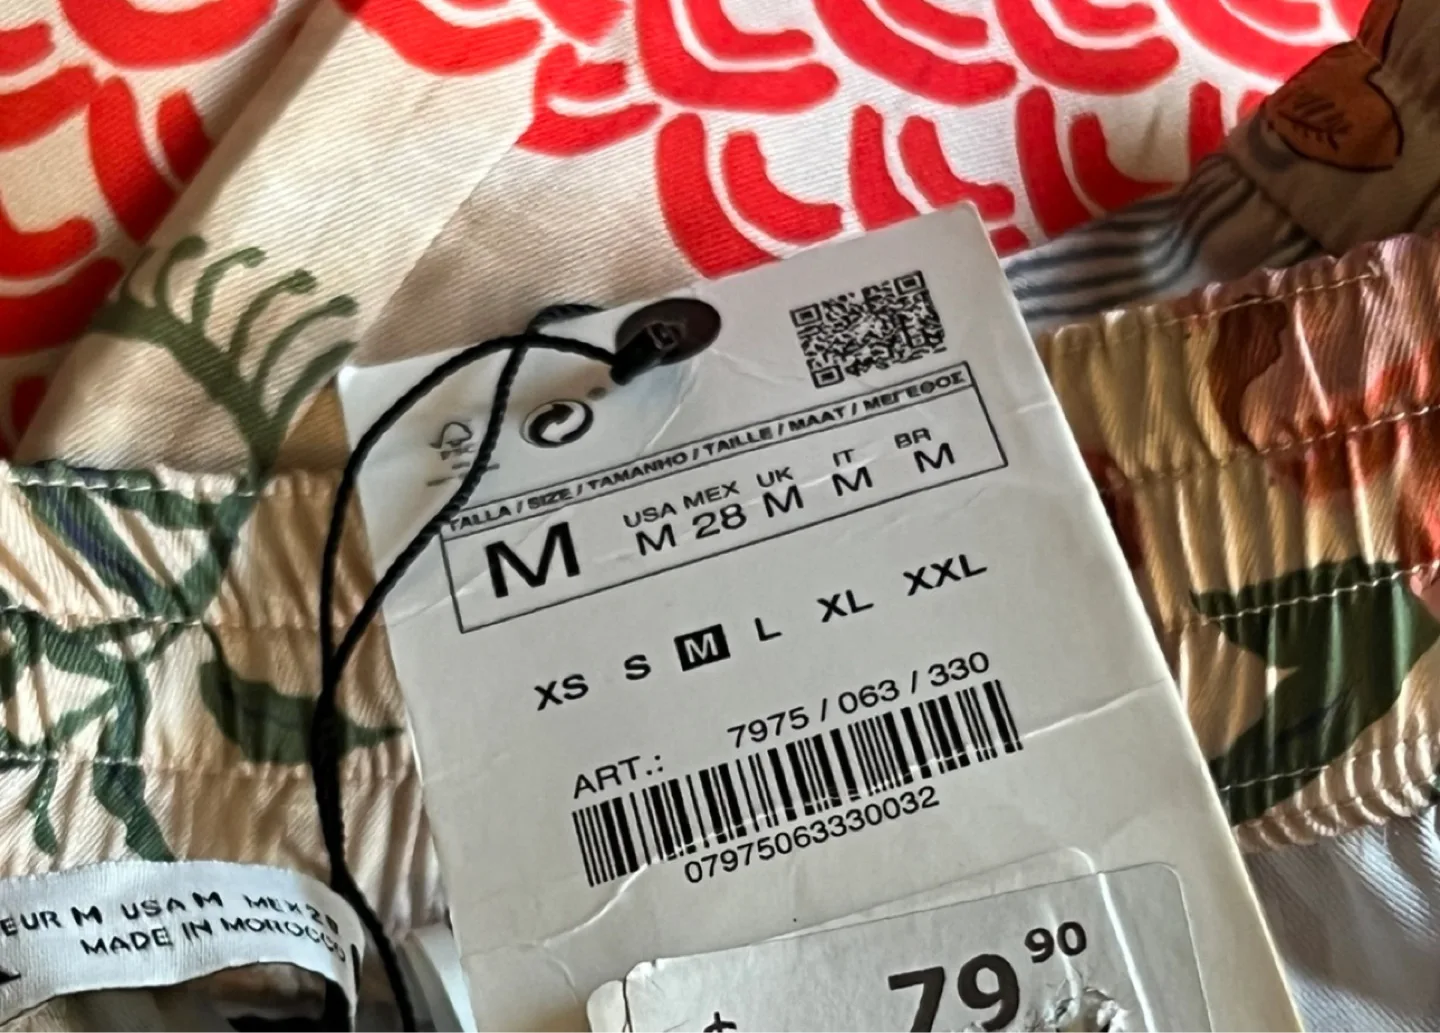 TALLA / SIZE / TAMANHO / TAILLE / MAAT / ΜΕΓΕΘΟΣ
M
USA MEX UK IT BR
M 28 M M M
XS S M L XL XXL
ART.: 7975 / 063 / 330
07975063330032
79 90
EUR M USA M MEX 28
MADE IN MOROCCO